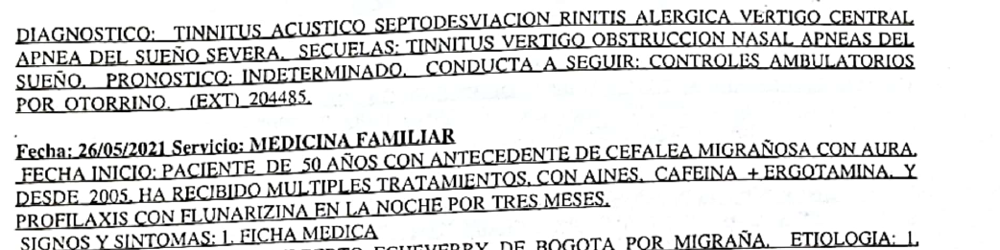 DIAGNOSTICO: TINNITUS ACUSTICO SEPTODESVIACION RINITIS ALERGICA VERTIGO CENTRAL
APNEA DEL SUEÑO SEVERA. SECUELAS: TINNITUS VERTIGO OBSTRUCCION NASAL APNEAS DEL
SUEÑO. PRONOSTICO: INDETERMINADO. CONDUCTA A SEGUIR: CONTROLES AMBULATORIOS
POR OTORRINO. (EXT) 204485.
Fecha: 26/05/2021 Servicio: MEDICINA FAMILIAR
FECHA INICIO: PACIENTE DE 50 AÑOS CON ANTECEDENTE DE CEFALEA MIGRAÑOSA CON AURA.
DESDE 2005. HA RECIBIDO MULTIPLES TRATAMIENTOS. CON AINES. CAFEINA + ERGOTAMINA. Y
PROFILAXIS CON FLUNARIZINA EN LA NOCHE POR TRES MESES.
SIGNOS Y SINTOMAS: 1. FICHA MEDICA
ECHEVERRY DE BOGOTA POR MIGRAÑA. ETIOLOGIA: 1.